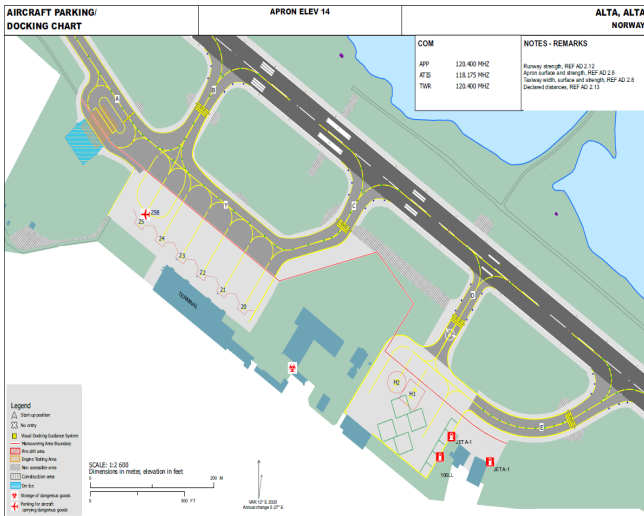 AIRCRAFT PARKING/
DOCKING CHART
APRON ELEV 14
ALTA, ALTA
NORWAY
COM
APP 120.400 MHZ
ATIS 118.175 MHZ
TWR 120.400 MHZ
NOTES - REMARKS
Runway strength, REF AD 2.12
Apron surface and strength, REF AD 2.8
Taxiway width, surface and strength, REF AD 2.8
Declared distances, REF AD 2.13
A
B
Y
C
25B
25
24
23
22
21
20
TERMINAL
D
H2
H1
E
JET A-1
100LL
JETA-1
Legend
Start up position
No entry
Visual Docking Guidance System
Manoeuvring Area Boundary
Fire drill area
Engine Testing Area
Non accessible area
Construction area
De-Ice
Storage of dangerous goods
Parking for aircraft
carrying dangerous goods
SCALE: 1:2 600
Dimensions in meter, elevation in feet
0 200 M
0 500 FT
VAR 12° E 2020
Annual change 0.27° E